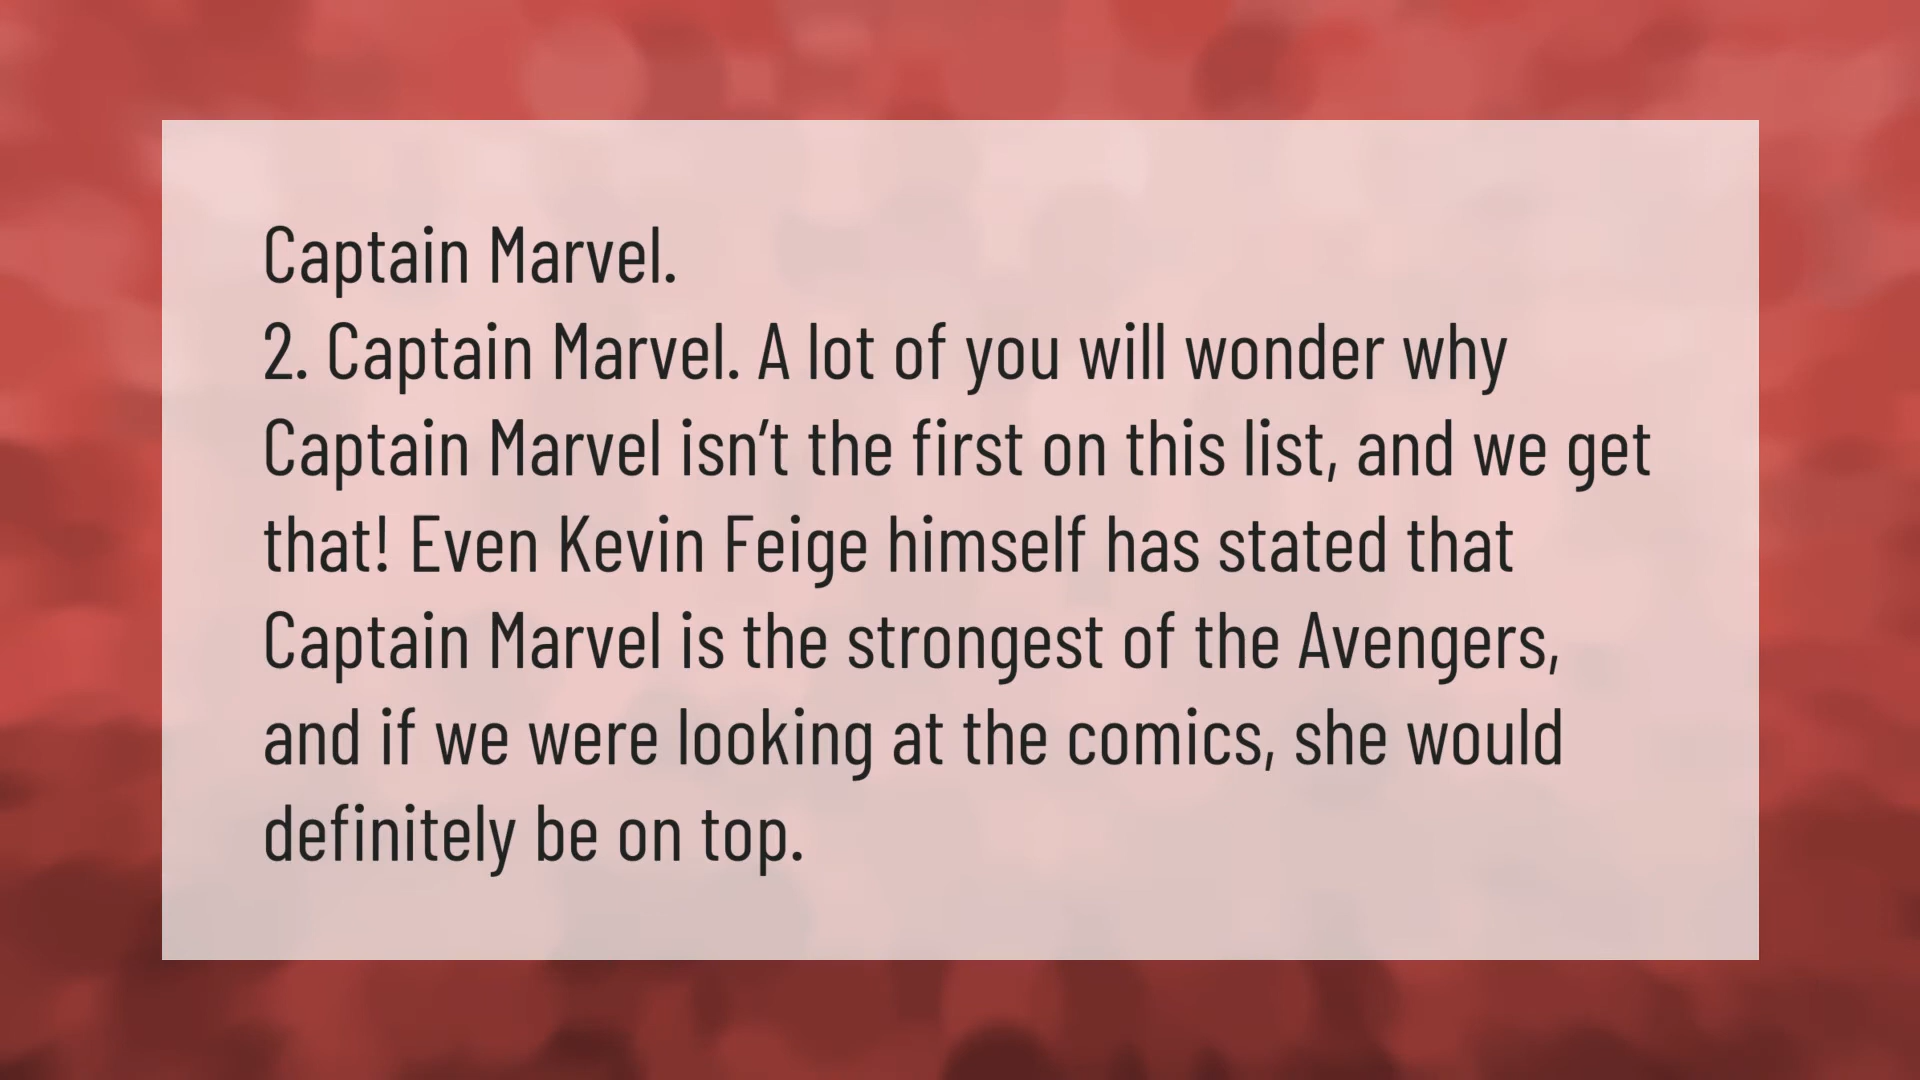 Captain Marvel.
2. Captain Marvel. A lot of you will wonder why
Captain Marvel isn’t the first on this list, and we get
that! Even Kevin Feige himself has stated that
Captain Marvel is the strongest of the Avengers,
and if we were looking at the comics, she would
definitely be on top.